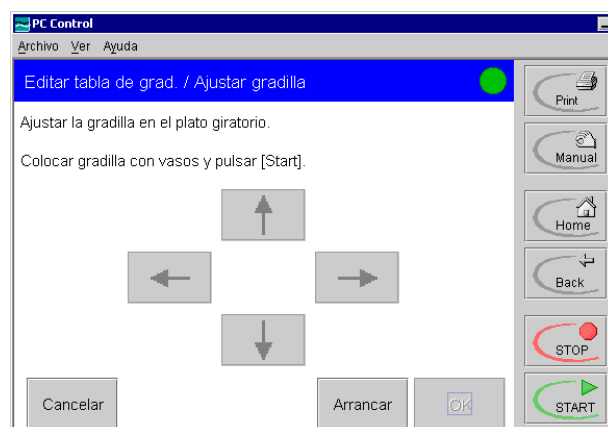 PC Control
Archivo Ver Ayuda
Editar tabla de grad. / Ajustar gradilla
Ajustar la gradilla en el plato giratorio.
Colocar gradilla con vasos y pulsar [Start].
Cancelar
Arrancar
OK
Print
Manual
Home
Back
STOP
START